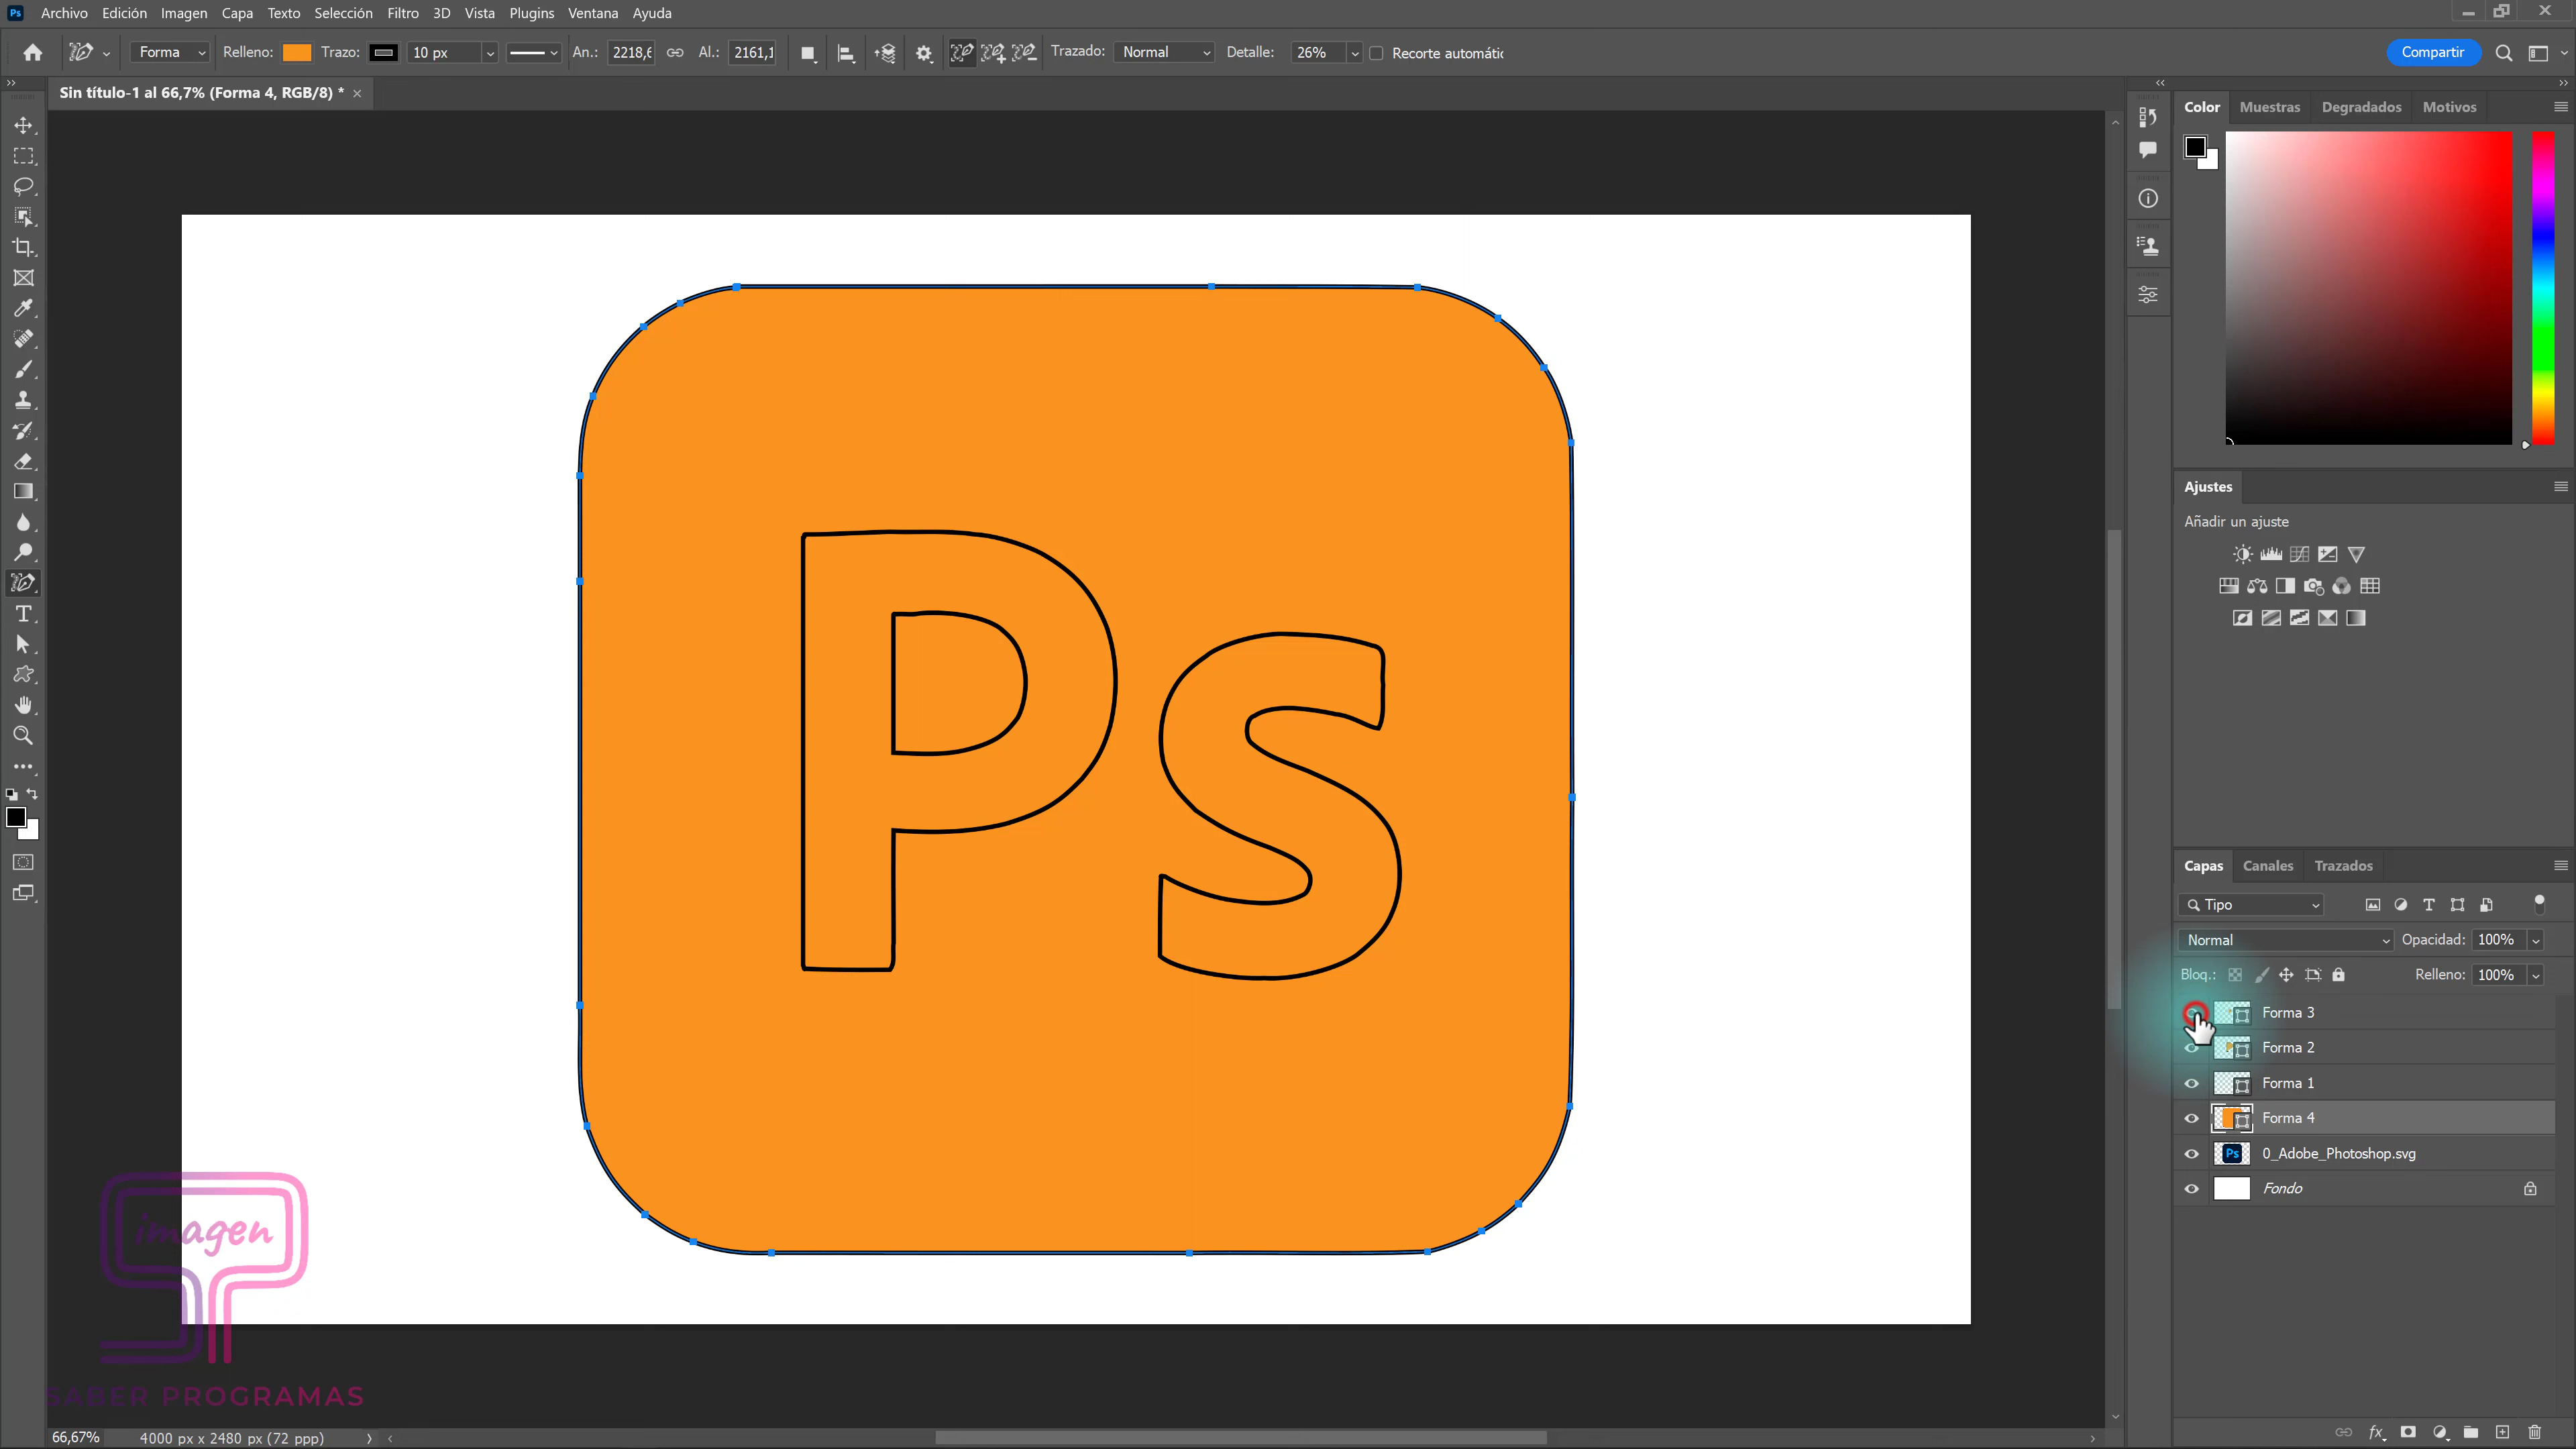 Ps Archivo Edición Imagen Capa Texto Selección Filtro 3D Vista Plugins Ventana Ayuda
Forma Relleno: Trazo: 10 px An.: 2218,6 Al.: 2161,1 Trazado: Normal Detalle: 26% Recorte automátic Compartir
Sin título-1 al 66,7% (Forma 4, RGB/8) *
Color Muestras Degradados Motivos
Ajustes
Añadir un ajuste
Ps
Capas Canales Trazados
Tipo
Normal Opacidad: 100%
Bloq.: Relleno: 100%
Forma 3
Forma 2
Forma 1
Forma 4
Ps 0_Adobe_Photoshop.svg
Fondo
imagen
SABER PROGRAMAS
66,67% 4000 px x 2480 px (72 ppp)